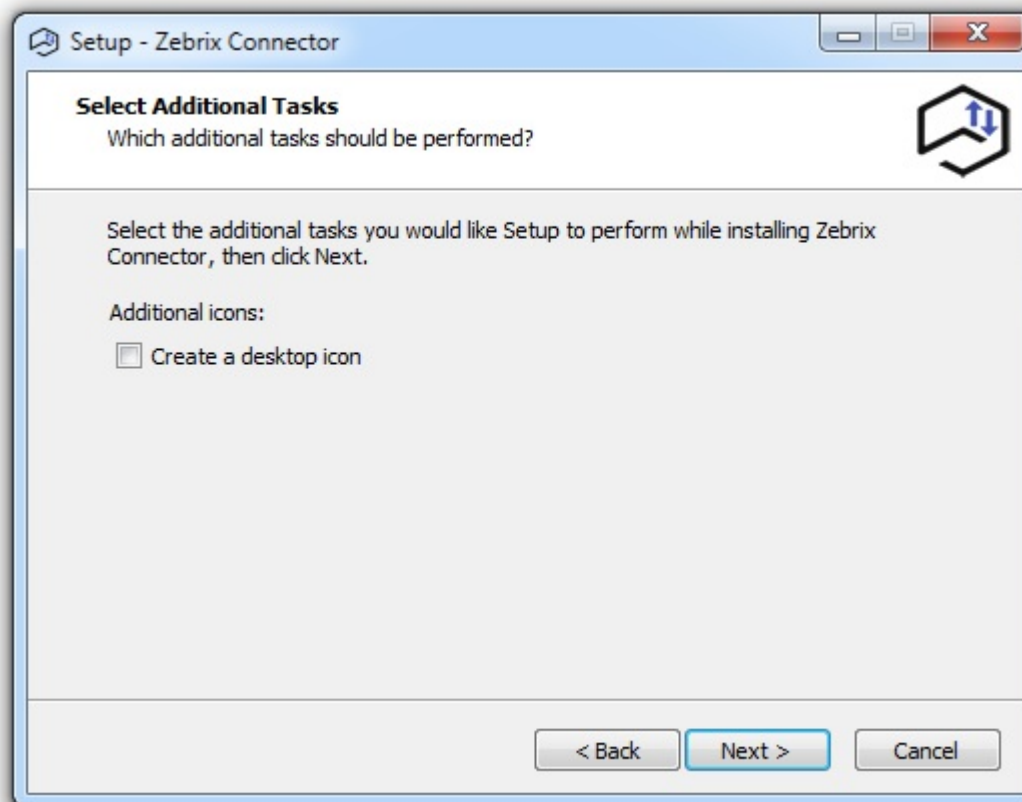 Setup - Zebrix Connector
Select Additional Tasks
Which additional tasks should be performed?
Select the additional tasks you would like Setup to perform while installing Zebrix
Connector, then click Next.
Additional icons:
Create a desktop icon
< Back
Next >
Cancel